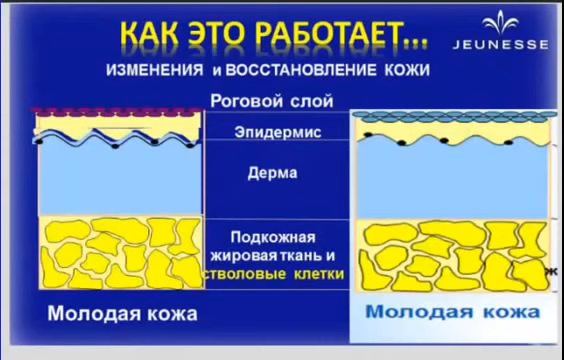 КАК ЭТО РАБОТАЕТ...
JEUNESSE
ИЗМЕНЕНИЯ и ВОССТАНОВЛЕНИЕ КОЖИ
Роговой слой
Эпидермис
Дерма
Подкожная
жировая ткань и
стволовые клетки
ж
Молодая кожа
Молодая кожа